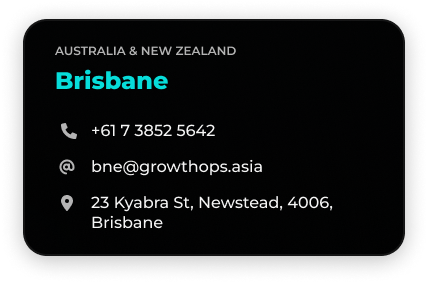 AUSTRALIA & NEW ZEALAND
Brisbane
+61 7 3852 5642
bne@growthops.asia
23 Kyabra St, Newstead, 4006,
Brisbane